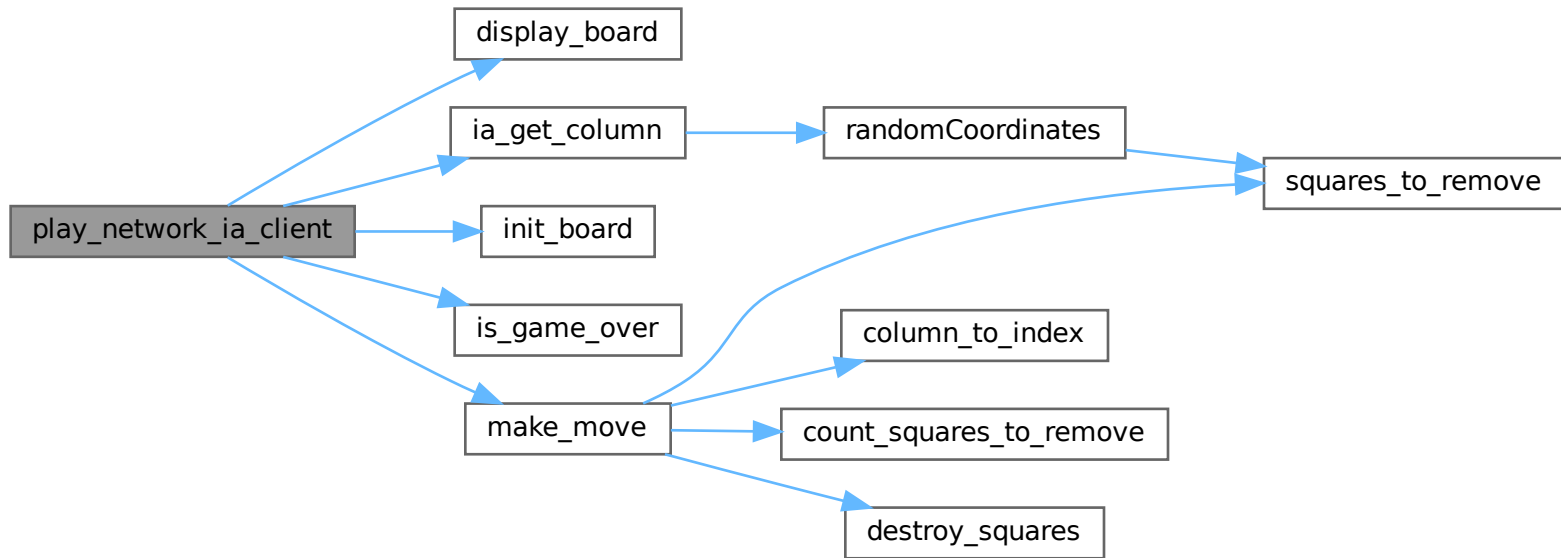 display_board
ia_get_column
randomCoordinates
squares_to_remove
play_network_ia_client
init_board
is_game_over
column_to_index
make_move
count_squares_to_remove
destroy_squares